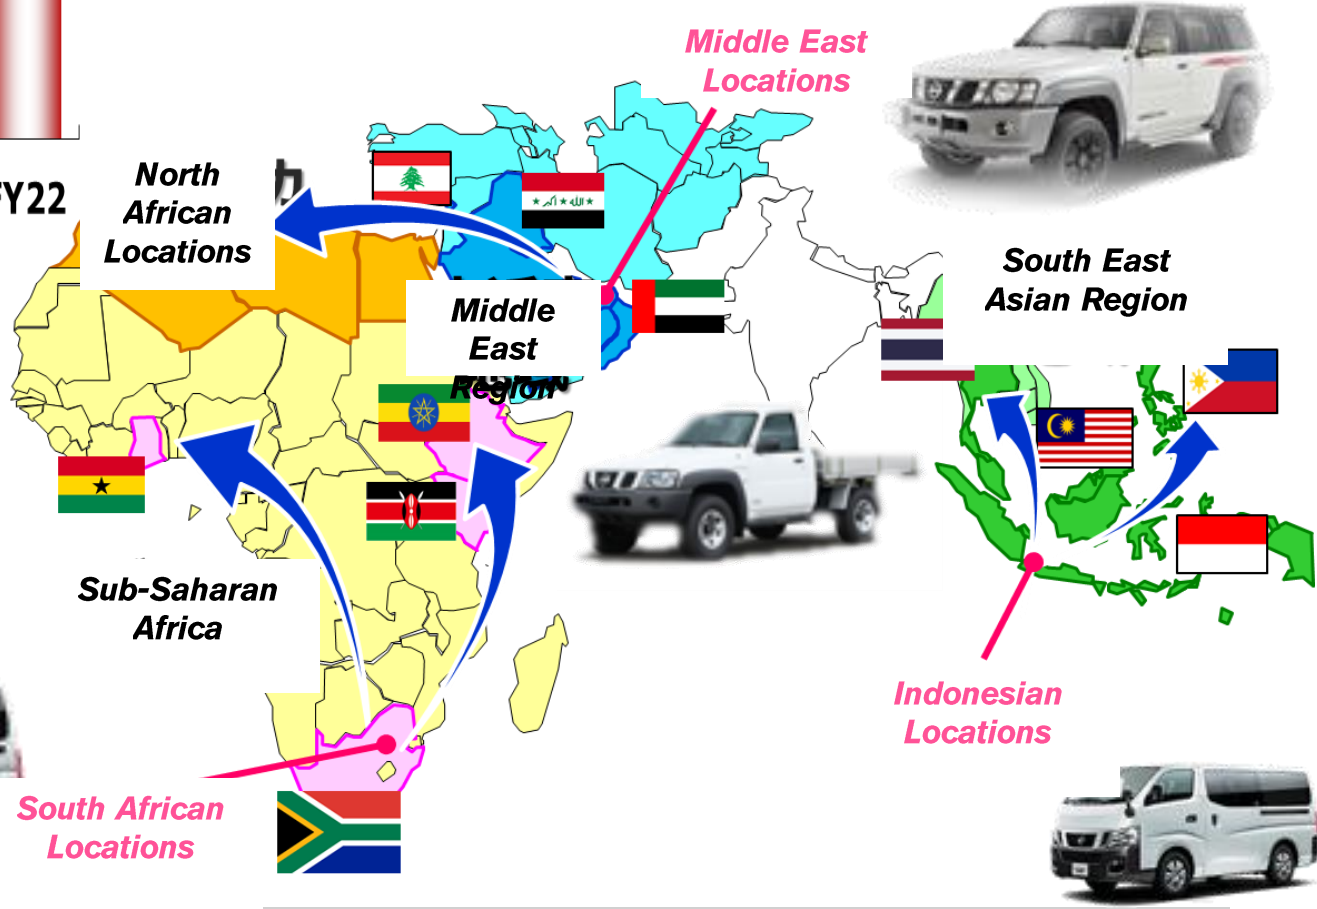 Middle East
Locations
North
African
Locations
FY22
South East
Asian Region
Middle
East
Region
Sub-Saharan
Africa
Indonesian
Locations
South African
Locations